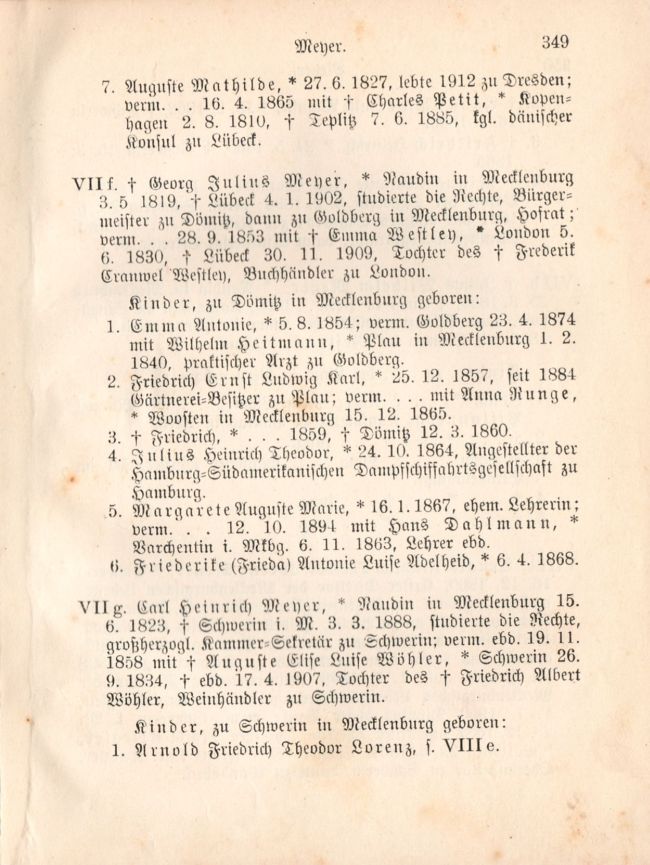 Meyer. 349
7. Auguste Mathilde, * 27. 6. 1827, lebte 1912 zu Dresden;
verm. . . 16. 4. 1865 mit † Charles Petit, * Kopen=
hagen 2. 8. 1810, † Teplitz 7. 6. 1885, kgl. dänischer
Konsul zu Lübeck.
VII f. † Georg Julius Meyer, * Naudin in Mecklenburg
3. 5 1819, † Lübeck 4. 1. 1902, studierte die Rechte, Bürger=
meister zu Dömitz, dann zu Goldberg in Mecklenburg, Hofrat;
verm. . . 28. 9. 1853 mit † Emma Westley, * London 5.
6. 1830, † Lübeck 30. 11. 1909, Tochter des † Frederik
Cranwel Westley, Buchhändler zu London.
Kinder, zu Dömitz in Mecklenburg geboren:
1. Emma Antonie, * 5. 8. 1854; verm. Goldberg 23. 4. 1874
mit Wilhelm Heitmann, * Plau in Mecklenburg 1. 2.
1840, praktischer Arzt zu Goldberg.
2. Friedrich Ernst Ludwig Karl, * 25. 12. 1857, seit 1884
Gärtnerei=Besitzer zu Plau; verm. . . . . mit Anna Runge,
* Woosten in Mecklenburg 15. 12. 1865.
3. † Friedrich, * . . . 1859, † Dömitz 12. 3. 1860.
4. Julius Heinrich Theodor, * 24. 10. 1864, Angestellter der
Hamburg=Südamerikanischen Dampfschiffahrtsgesellschaft zu
Hamburg.
5. Margarete Auguste Marie, * 16. 1. 1867, ehem. Lehrerin;
verm. . . 12. 10. 1894 mit Hans Dahlmann, *
Varchentin i. Mkbg. 6. 11. 1863, Lehrer ebd.
6. Friederike (Frieda) Antonie Luise Adelheid, * 6. 4. 1868.
VII g. Carl Heinrich Meyer, * Naudin in Mecklenburg 15.
6. 1823, † Schwerin i. M. 3. 3. 1888, studierte die Rechte,
großherzogl. Kammer=Sekretär zu Schwerin; verm. ebd. 19. 11.
1858 mit † Auguste Elise Luise Wöhler, * Schwerin 26.
9. 1834, † ebd. 17. 4. 1907, Tochter des † Friedrich Albert
Wöhler, Weinhändler zu Schwerin.
Kinder, zu Schwerin in Mecklenburg geboren:
1. Arnold Friedrich Theodor Lorenz, s. VIII e.